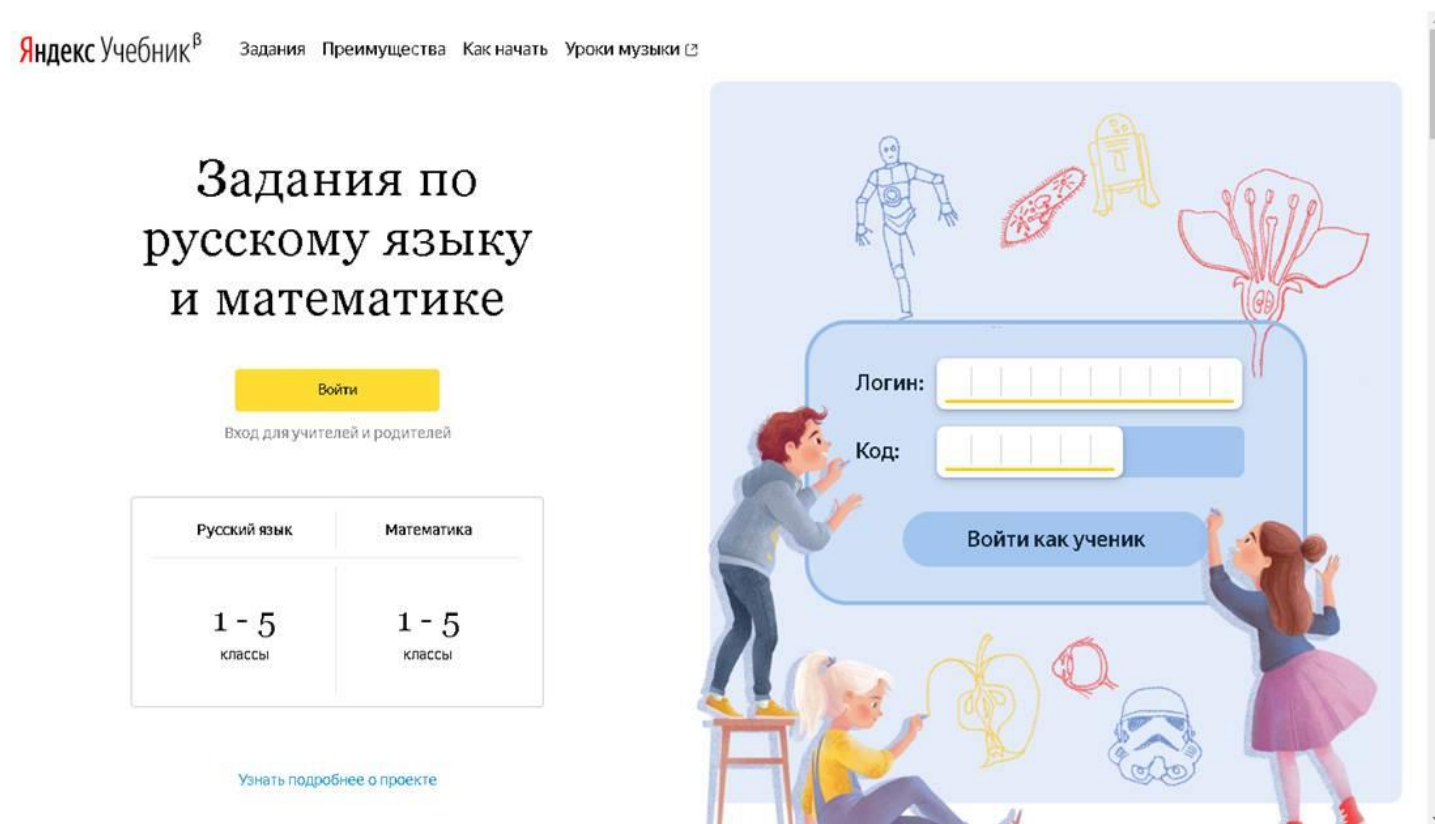 Яндекс Учебник β
Задания Преимущества Как начать Уроки музыки
Задания по
русскому языку
и математике
Войти
Вход для учителей и родителей
Русский язык Математика
1 - 5 1 - 5
классы классы
Узнать подробнее о проекте
Логин:
Код:
Войти как ученик